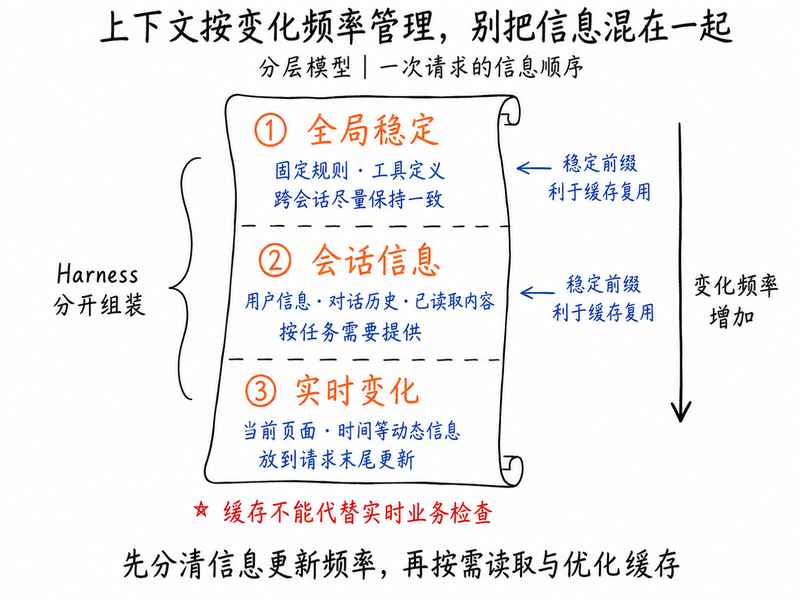 上下文按变化频率管理，别把信息混在一起
分层模型｜一次请求的信息顺序
① 全局稳定
固定规则·工具定义
跨会话尽量保持一致
稳定前缀
利于缓存复用
② 会话信息
用户信息·对话历史·已读取内容
按任务需要提供
稳定前缀
利于缓存复用
Harness
分开组装
变化频率
增加
③ 实时变化
当前页面·时间等动态信息
放到请求末尾更新
☆ 缓存不能代替实时业务检查
先分清信息更新频率，再按需读取与优化缓存